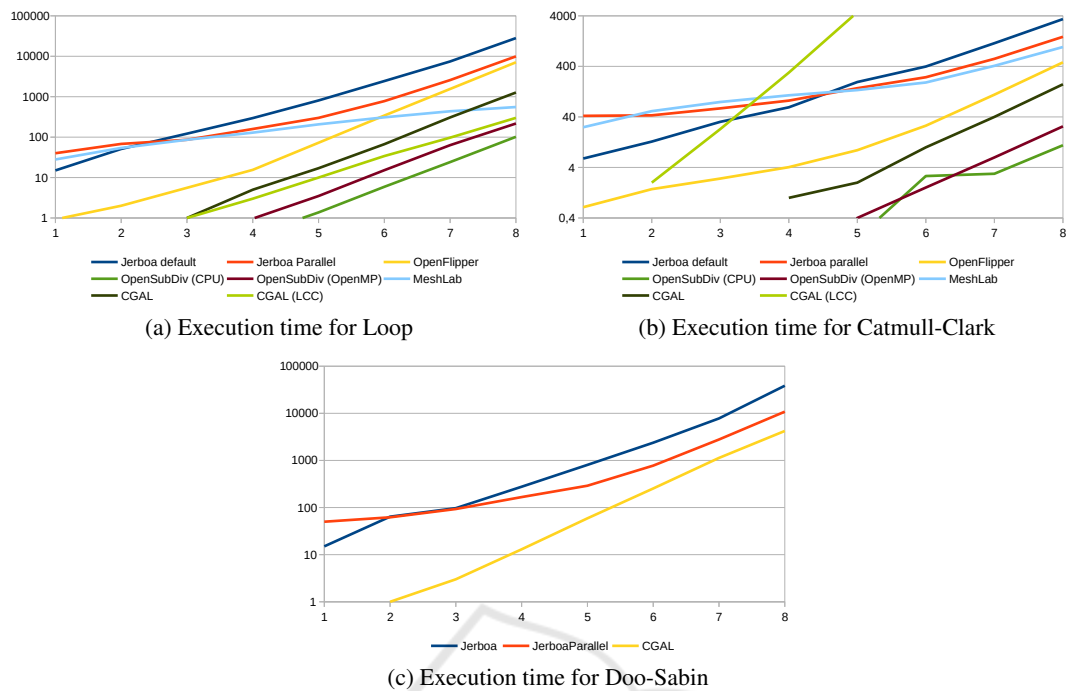 100000
10000
1000
100
10
1
1 2 3 4 5 6 7 8
Jerboa default Jerboa Parallel OpenFlipper
OpenSubDiv (CPU) OpenSubDiv (OpenMP) MeshLab
CGAL CGAL (LCC)
(a) Execution time for Loop
4000
400
40
4
0,4
1 2 3 4 5 6 7 8
Jerboa default Jerboa parallel OpenFlipper
OpenSubDiv (CPU) OpenSubDiv (OpenMP) MeshLab
CGAL CGAL (LCC)
(b) Execution time for Catmull-Clark
100000
10000
1000
100
10
1
1 2 3 4 5 6 7 8
Jerboa JerboaParallel CGAL
(c) Execution time for Doo-Sabin